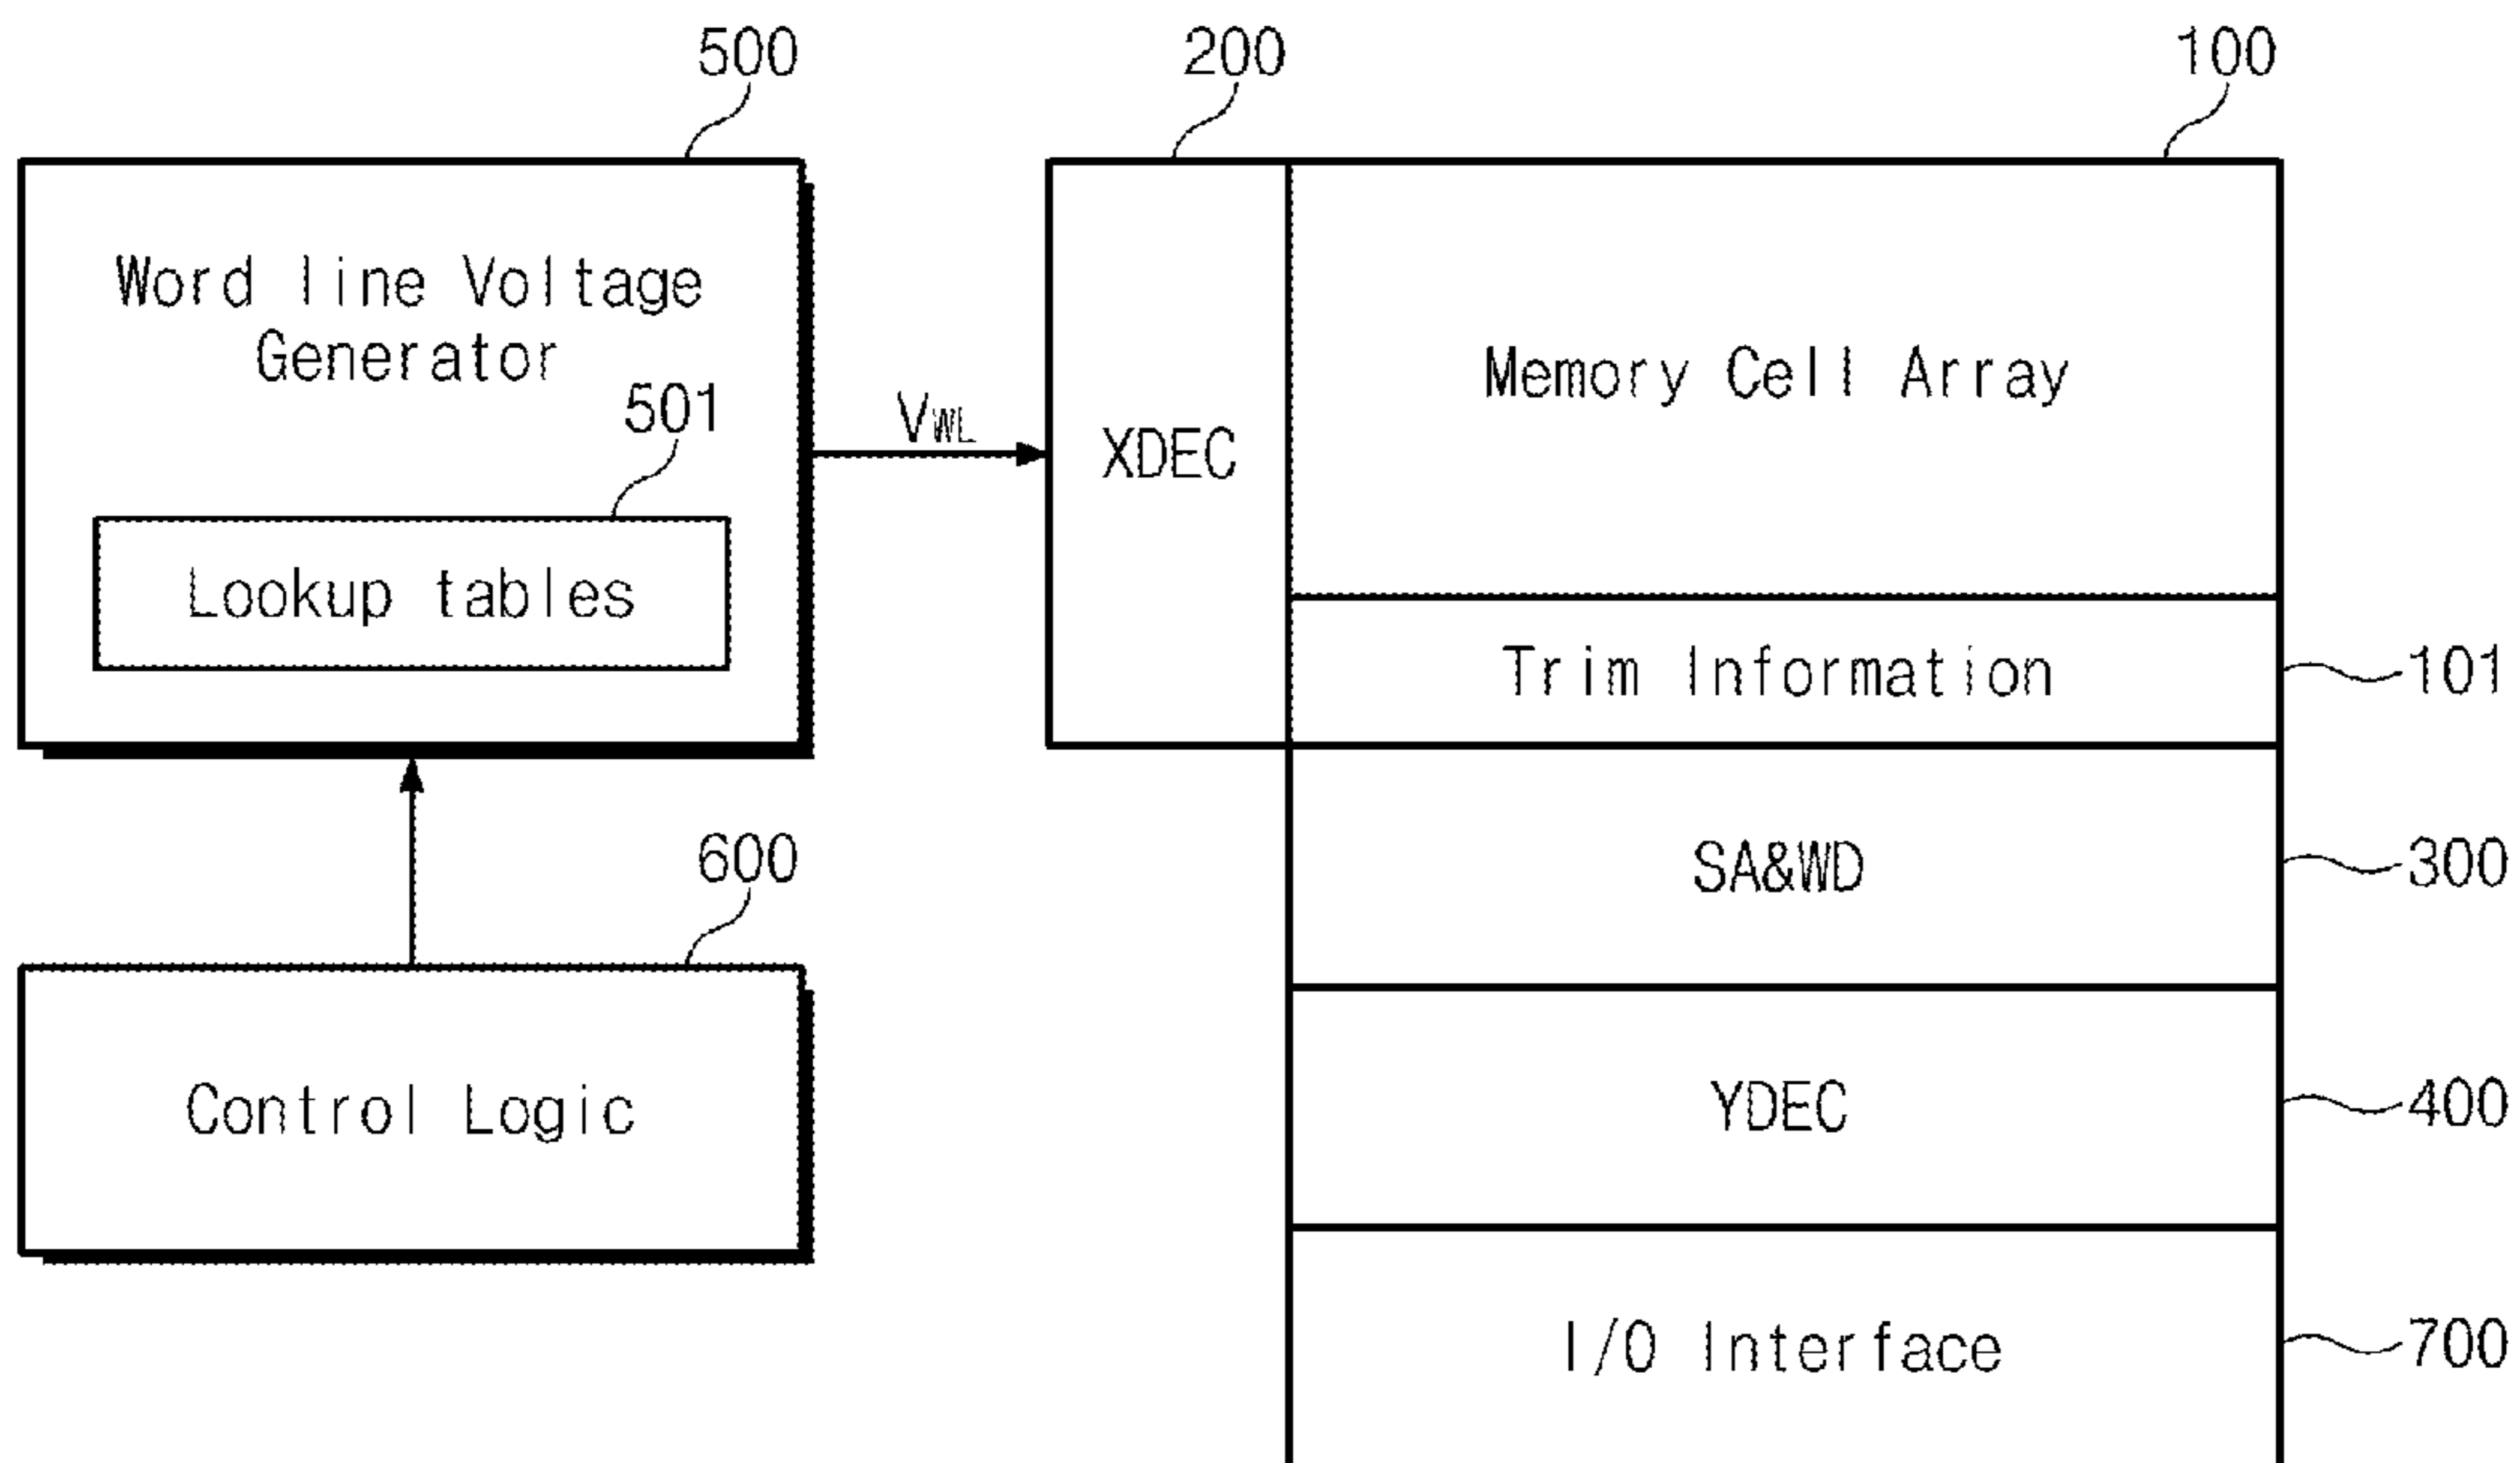 500
200
100
Word line Voltage
Generator
501
Lookup tables
VWL
XDEC
Memory Cell Array
Trim Information
101
SA&WD
300
600
Control Logic
YDEC
400
I/O Interface
700